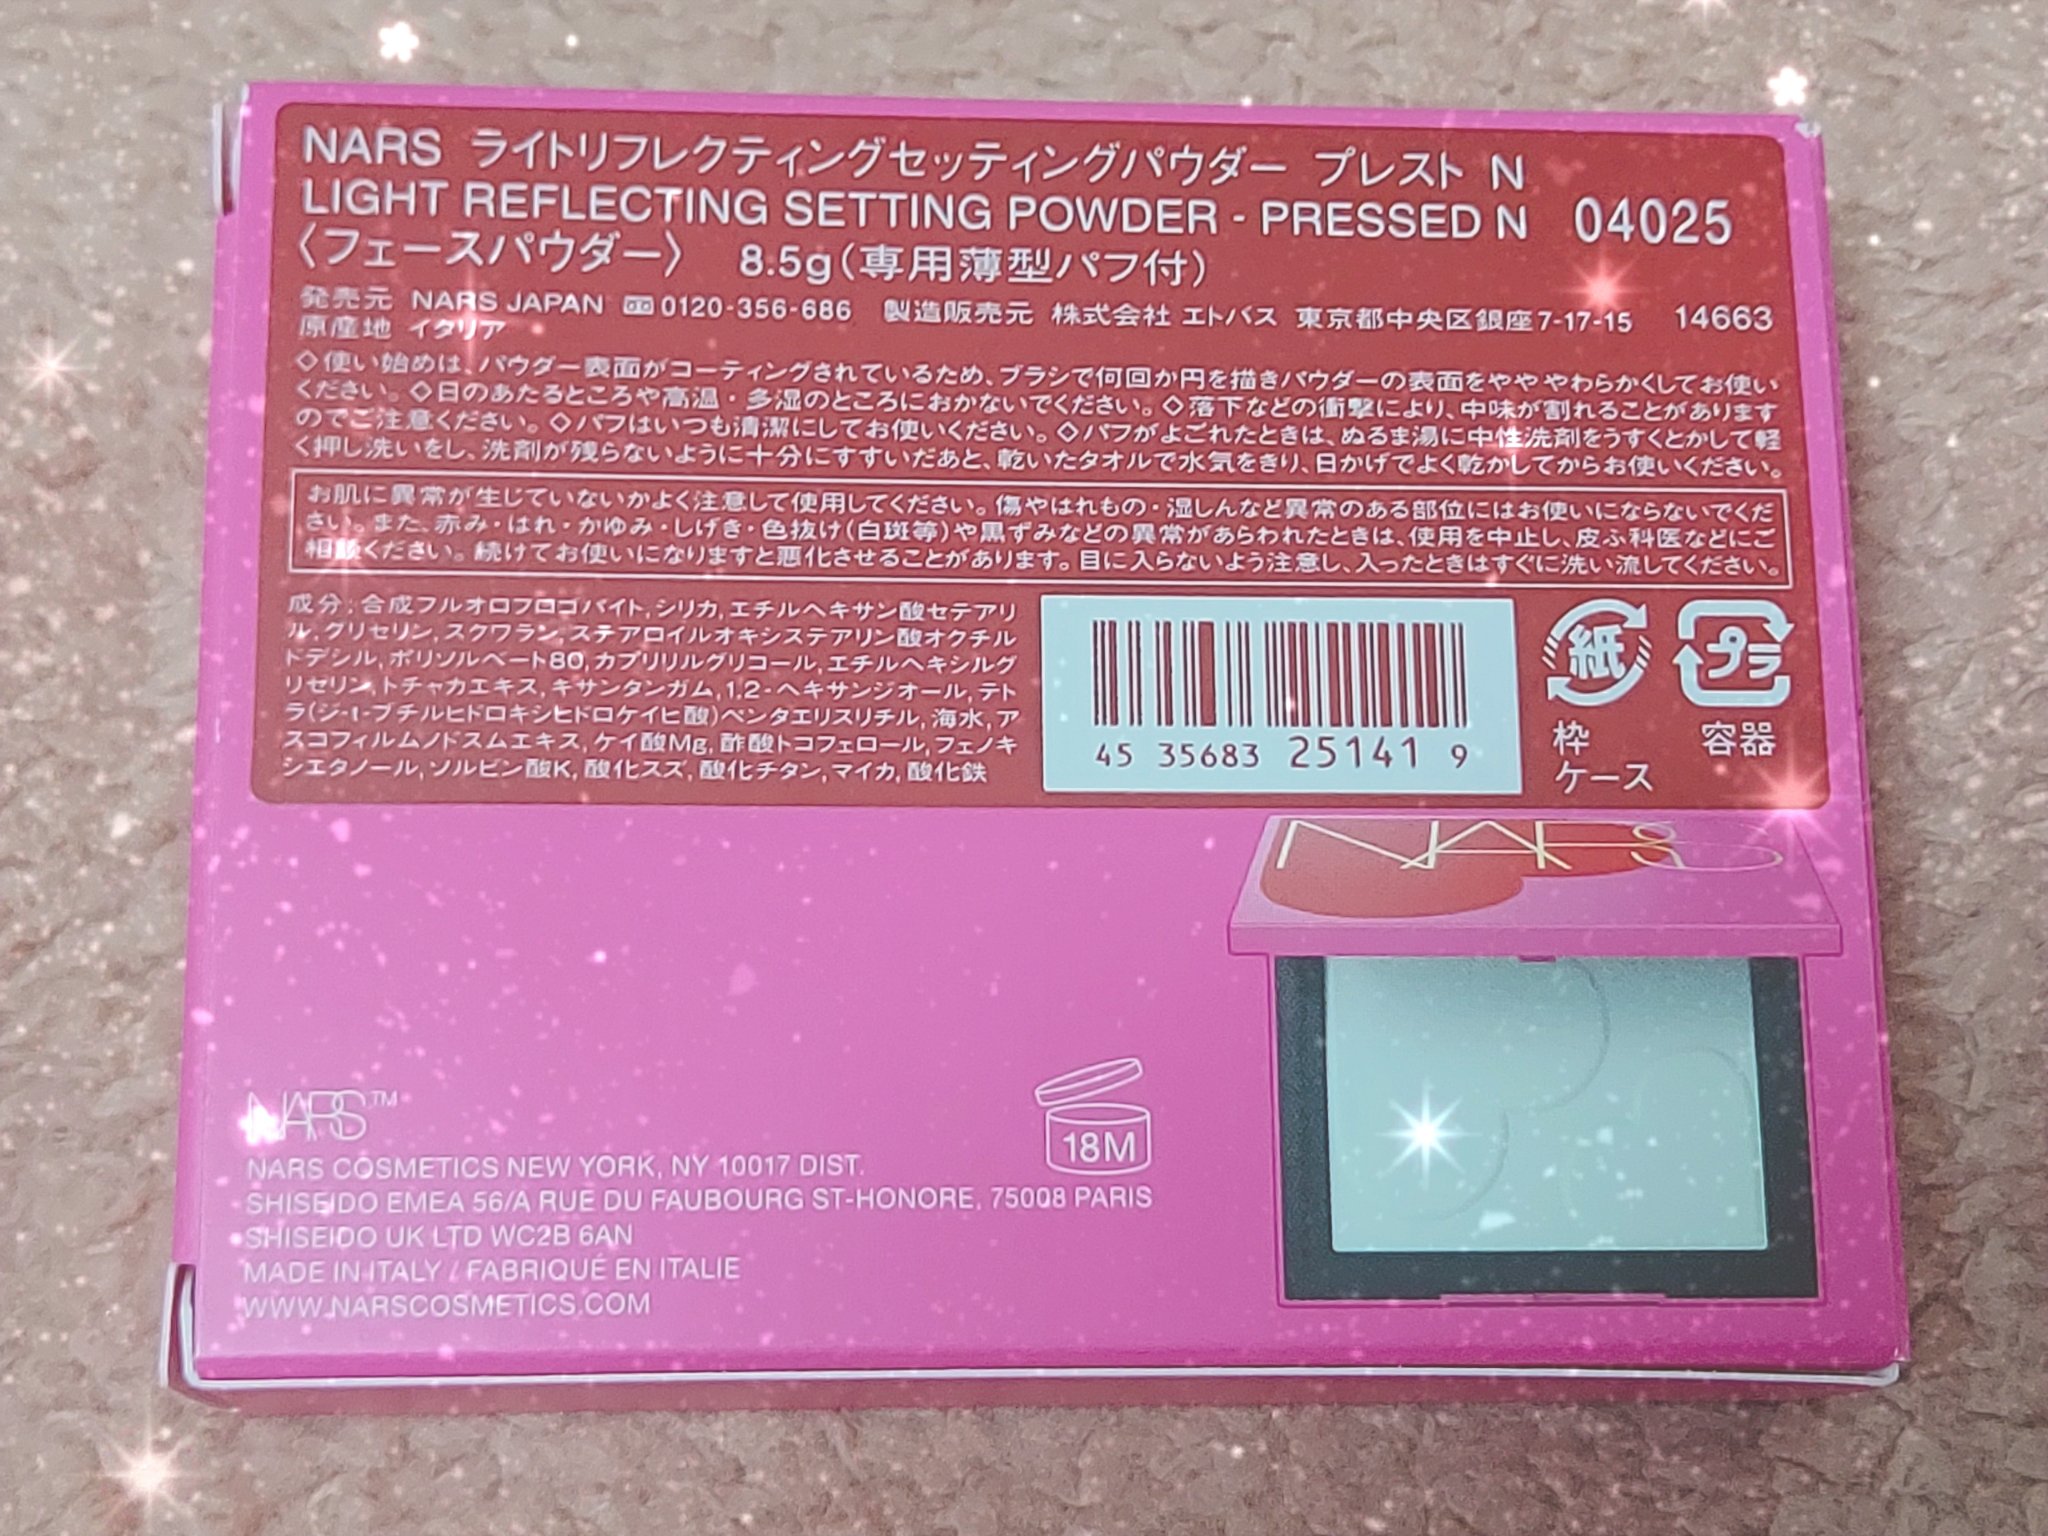 NARS ライトリフレクティングセッティングパウダー プレスト N
LIGHT REFLECTING SETTING POWDER - PRESSED N 04025
〈フェースパウダー〉 8.5g(専用薄型パフ付)
発売元 NARS JAPAN 0120-356-686 製造販売元 株式会社 エトバス 東京都中央区銀座7-17-15 14663
原産地 イタリア
◇使い始めは、パウダー表面がコーティングされているため、ブラシで何回か円を描きパウダーの表面をややややわらかくしてお使い
ください。◇日のあたるところや高温・多湿のところにおかないでください。◇落下などの衝撃により、中味が割れることがあります
のでご注意ください。◇パフはいつも清潔にしてお使いください。◇パフがよごれたときは、ぬるま湯に中性洗剤をうすくとかして軽
く押し洗いをし、洗剤が残らないように十分にすすいだあと、乾いたタオルで水気をきり、日かげでよく乾かしてからお使いください。
お肌に異常が生じていないかよく注意して使用してください。傷やはれもの・湿しんなど異常のある部位にはお使いにならないでくだ
さい。また、赤み・はれ・かゆみ・しげき・色抜け(白斑等)や黒ずみなどの異常があらわれたときは、使用を中止し、皮ふ科医などにご
相談ください。続けてお使いになりますと悪化させることがあります。目に入らないよう注意し、入ったときはすぐに洗い流してください。
成分:合成フルオロフロゴパイト,シリカ,エチルヘキサン酸セテアリ
ル,グリセリン,スクワラン,ステアロイルオキシステアリン酸オクチル
ドデシル,ポリソルベート80,カプリリルグリコール,エチルヘキシルグ
リセリン,トチャカエキス,キサンタンガム,1,2-ヘキサンジオール,テト
ラ(ジ-t-ブチルヒドロキシヒドロケイヒ酸)ペンタエリスリチル,海水,ア
スコフィルムノドスムエキス,ケイ酸Mg,酢酸トコフェロール,フェノキ
シエタノール,ソルビン酸K,酸化スズ,酸化チタン,マイカ,酸化鉄
45 35683 25141 9
紙
枠
ケース
プラ
容器
NARS
NARS™
18M
NARS COSMETICS NEW YORK, NY 10017 DIST.
SHISEIDO EMEA 56/A RUE DU FAUBOURG ST-HONORE, 75008 PARIS
SHISEIDO UK LTD WC2B 6AN
MADE IN ITALY / FABRIQUÉ EN ITALIE
WWW.NARSCOSMETICS.COM